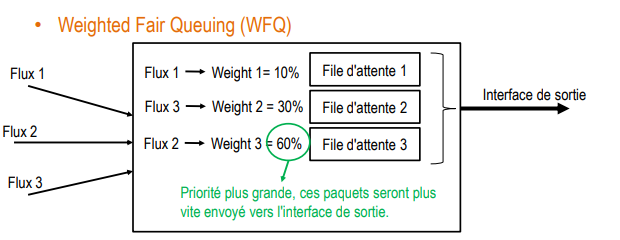 • Weighted Fair Queuing (WFQ)
Flux 1
Flux 2
Flux 3
Flux 1 → Weight 1= 10% File d'attente 1
Flux 3 → Weight 2 = 30% File d'attente 2
Flux 2 → Weight 3 = 60% File d'attente 3
Priorité plus grande, ces paquets seront plus
vite envoyé vers l'interface de sortie.
Interface de sortie